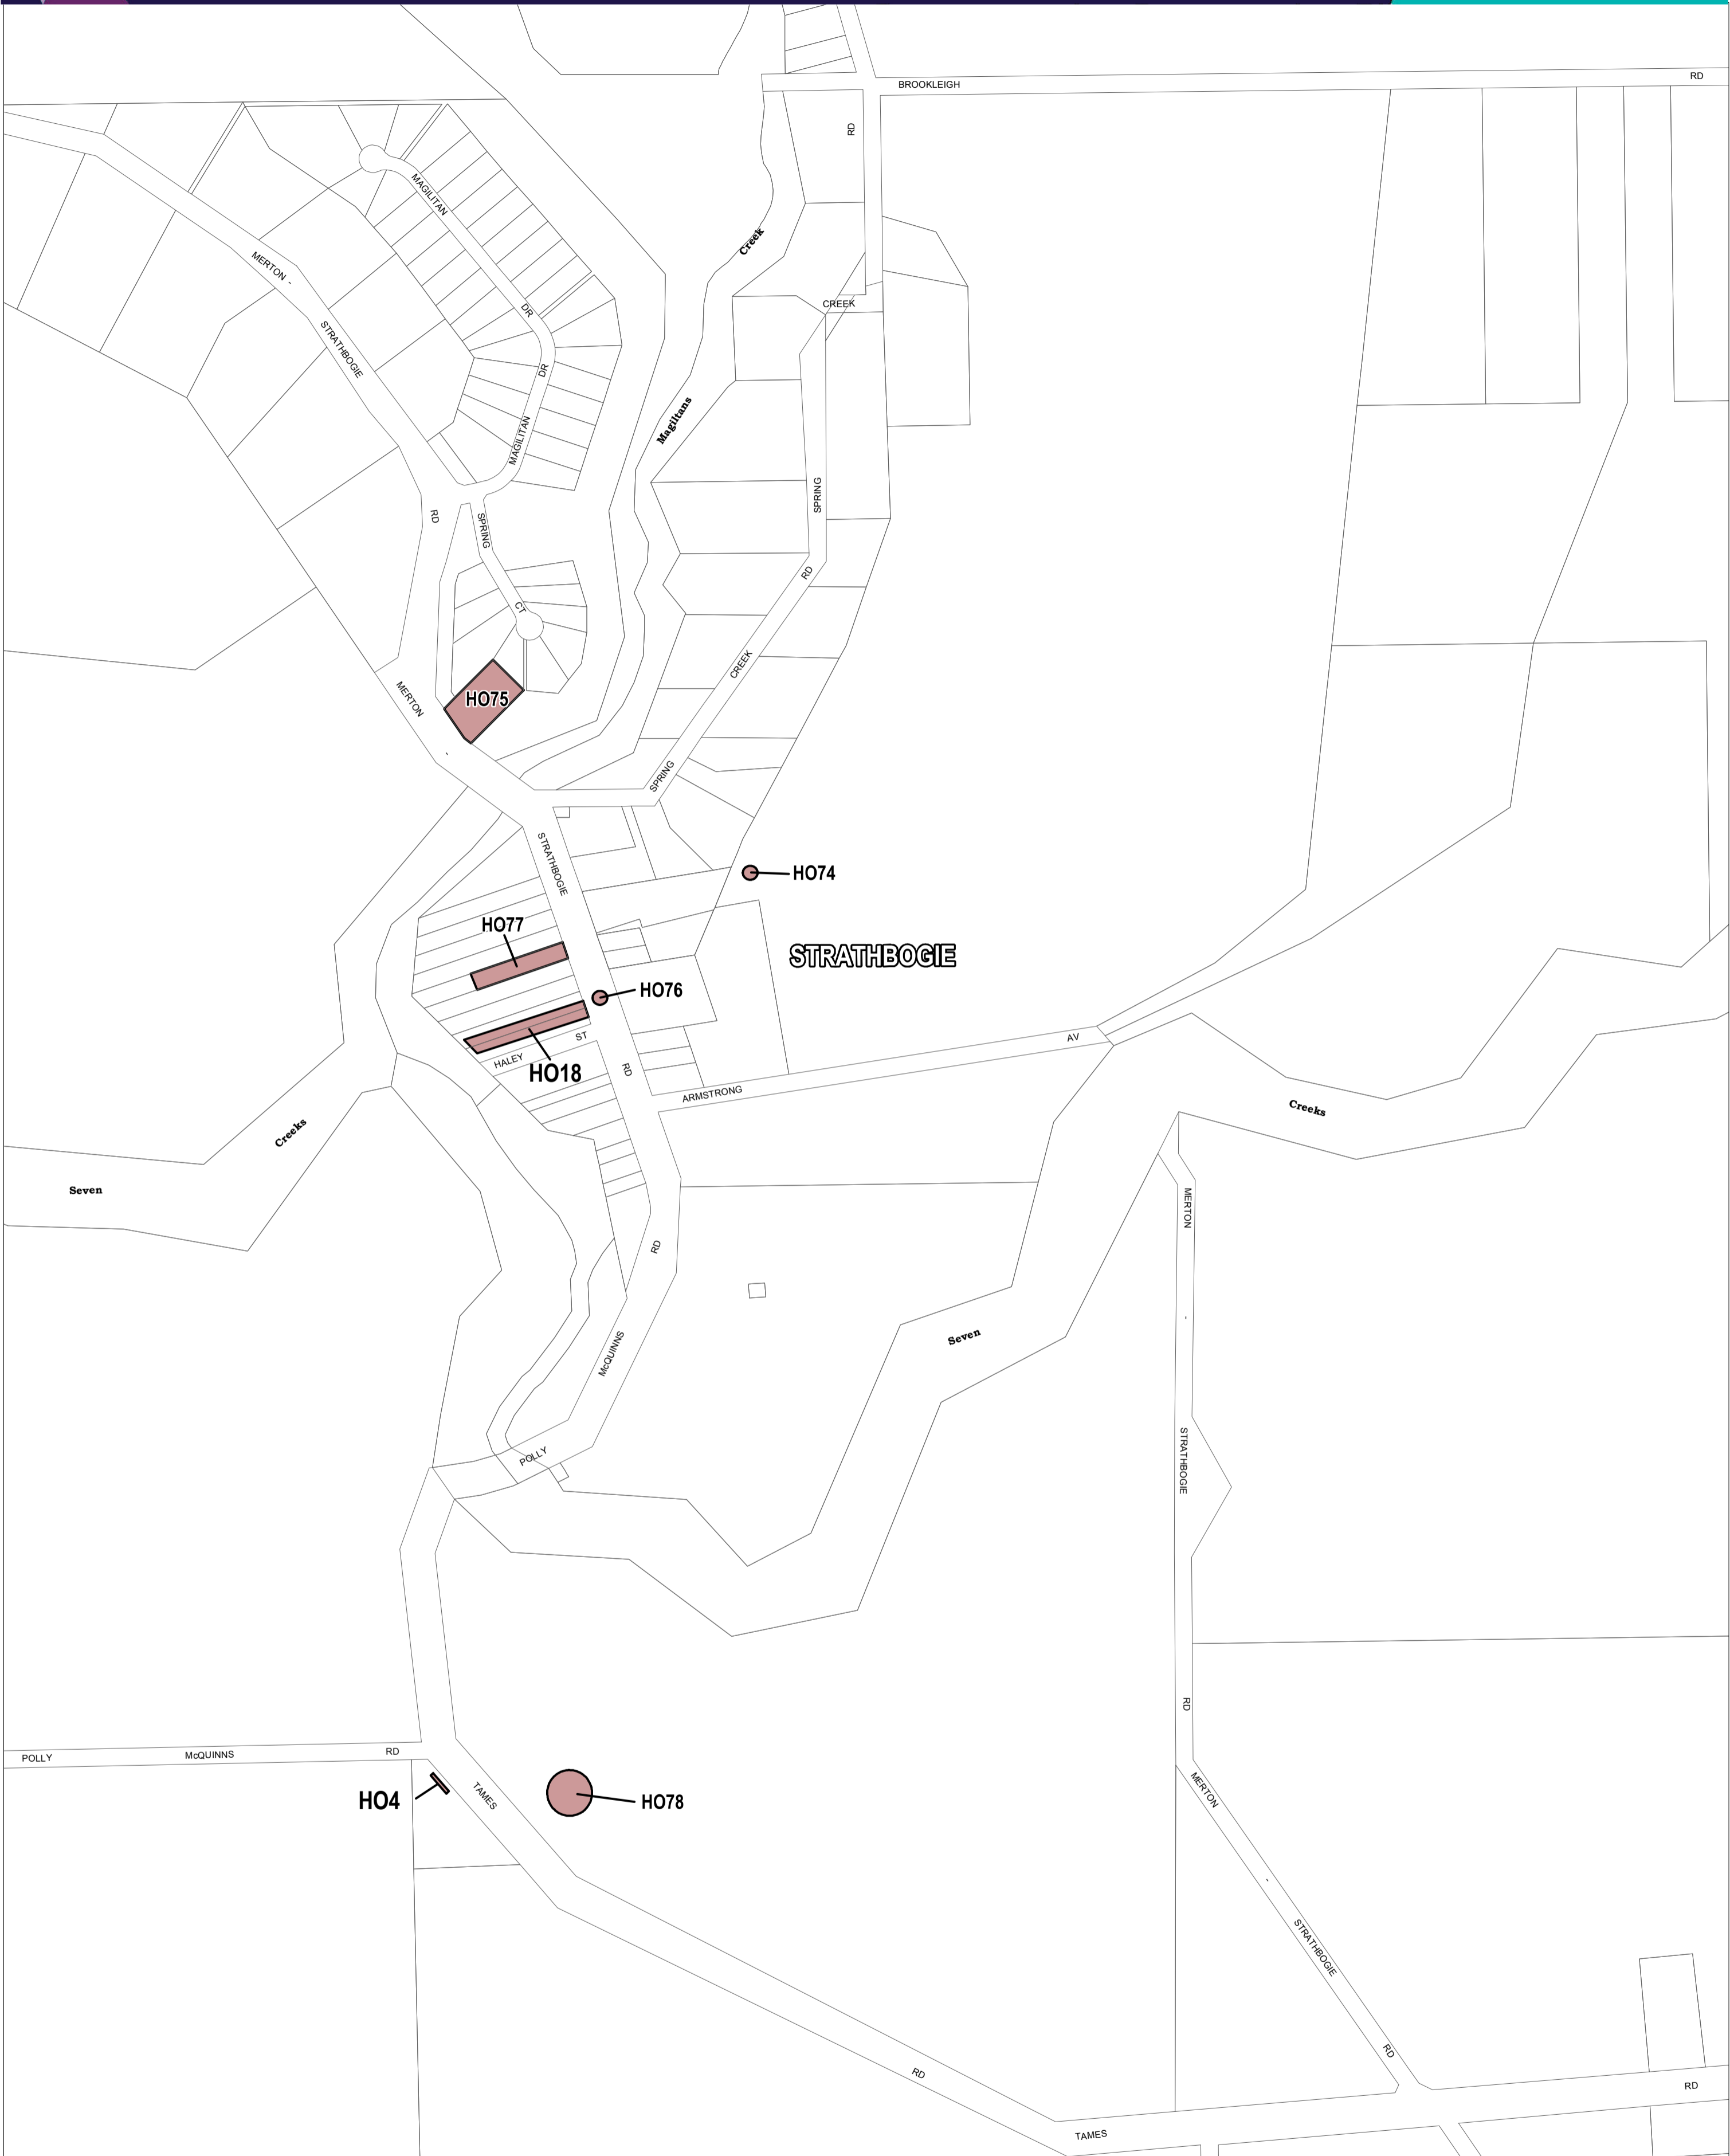 BROOKLEIGH
RD
RD
MAGILITAN
Creek
MERTON -
CREEK
DR
STRATHBOGIE
DR
Magiltans
MAGILITAN
SPRING
RD
SPRING
RD
CT
CREEK
MERTON
HO75
-
SPRING
STRATHBOGIE
HO74
HO77
STRATHBOGIE
HO76
ST
HALEY
HO18
RD
AV
ARMSTRONG
Creeks
Creeks
Seven
MERTON
RD
-
Seven
McQUINNS
POLLY
STRATHBOGIE
RD
POLLY
McQUINNS
RD
TAMES
HO4
HO78
MERTON
-
STRATHBOGIE
RD
RD
RD
TAMES